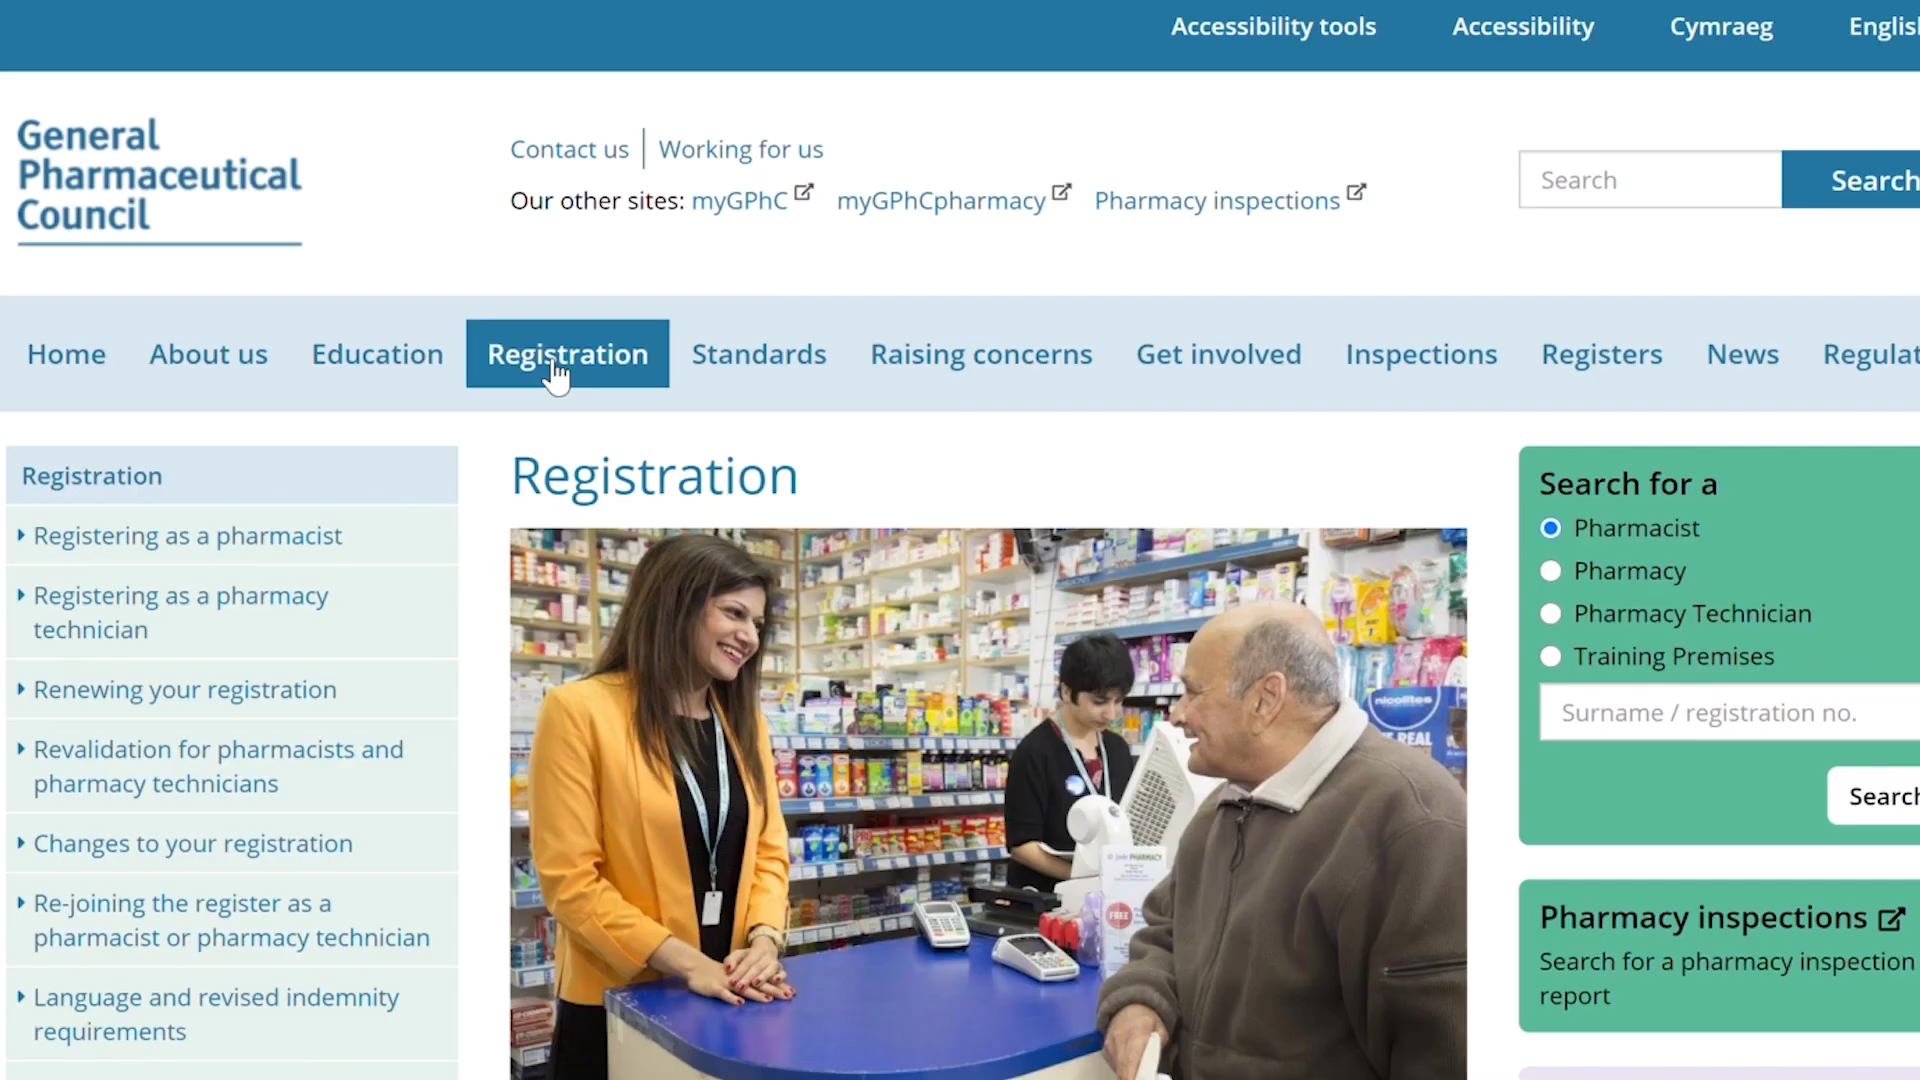 Accessibility tools Accessibility Cymraeg Englis
General
Pharmaceutical
Council
Contact us Working for us
Our other sites: myGPhC myGPhCpharmacy Pharmacy inspections
Search Search
Home About us Education Registration Standards Raising concerns Get involved Inspections Registers News Regulat
Registration
Registering as a pharmacist
Registering as a pharmacy
technician
Renewing your registration
Revalidation for pharmacists and
pharmacy technicians
Changes to your registration
Re-joining the register as a
pharmacist or pharmacy technician
Language and revised indemnity
requirements
Registration
nicolites
REAL
PHARMACY
FREE
Search for a
Pharmacist
Pharmacy
Pharmacy Technician
Training Premises
Surname / registration no.
Search
Pharmacy inspections
Search for a pharmacy inspection
report